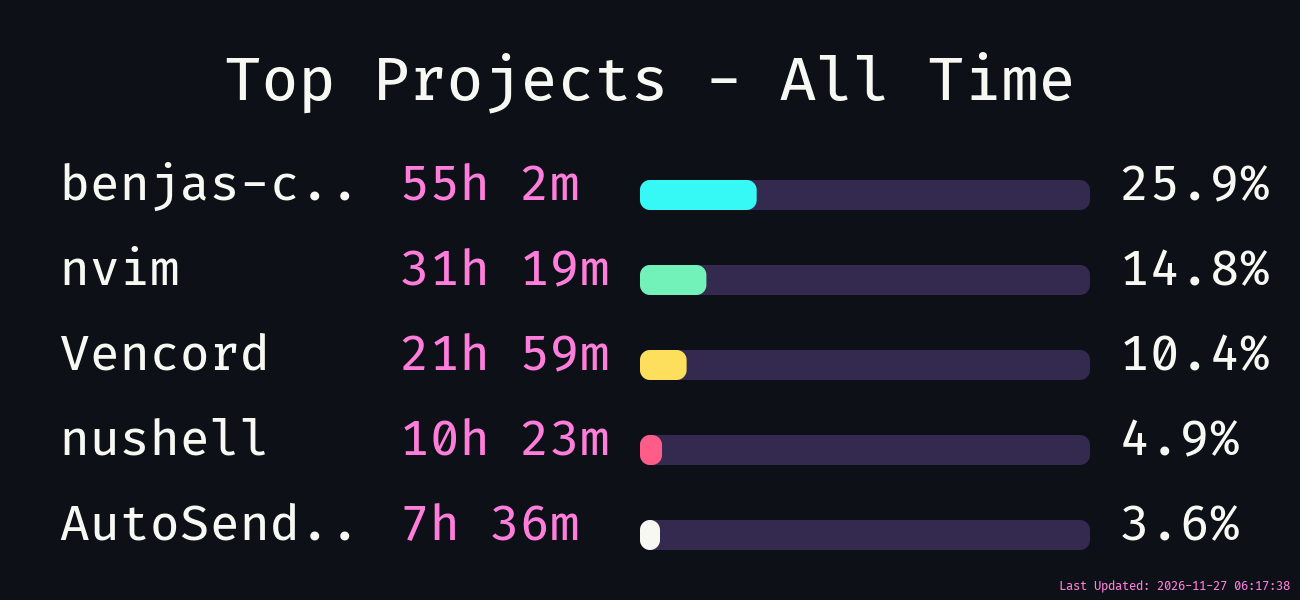 Top Projects - All Time
benjas-c.. 55h 2m 25.9%
nvim 31h 19m 14.8%
Vencord 21h 59m 10.4%
nushell 10h 23m 4.9%
AutoSend.. 7h 36m 3.6%
Last Updated: 2026-11-27 06:17:38